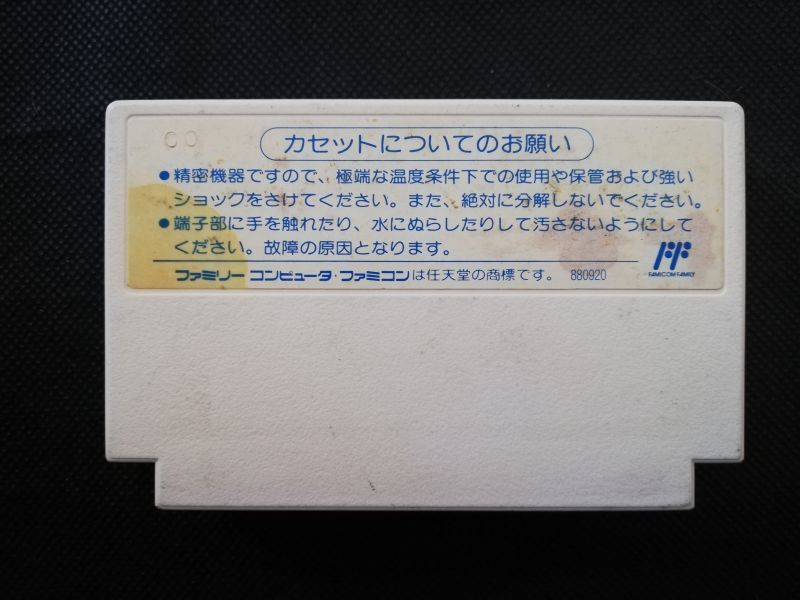 00
カセットについてのお願い
●精密機器ですので、極端な温度条件下での使用や保管および強い
ショックをさけてください。また、絶対に分解しないでください。
●端子部に手を触れたり、水にぬらしたりして汚さないようにして
ください。故障の原因となります。
FF
FAMICOM FAMILY
ファミリー コンピュータ・ファミコンは任天堂の商標です。 880920